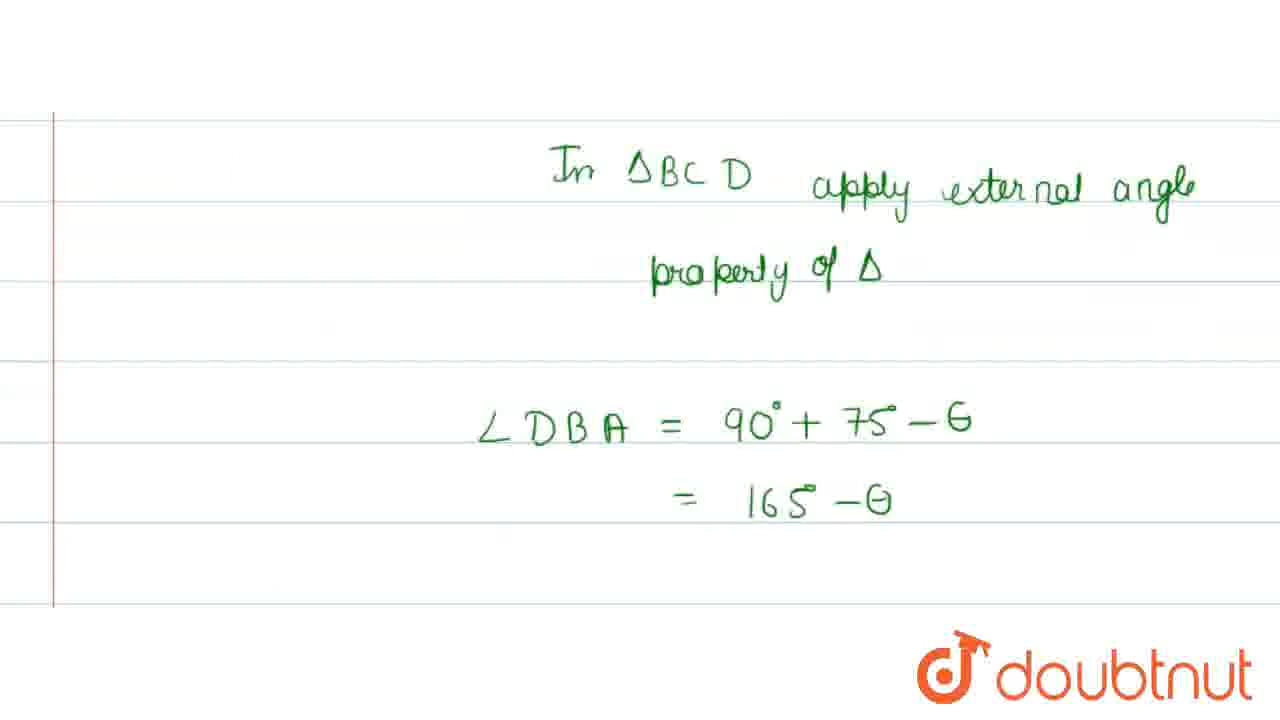 In ΔBCD apply external angle
property of Δ
∠DBA = 90° + 75° - θ
= 165° - θ
doubtnut